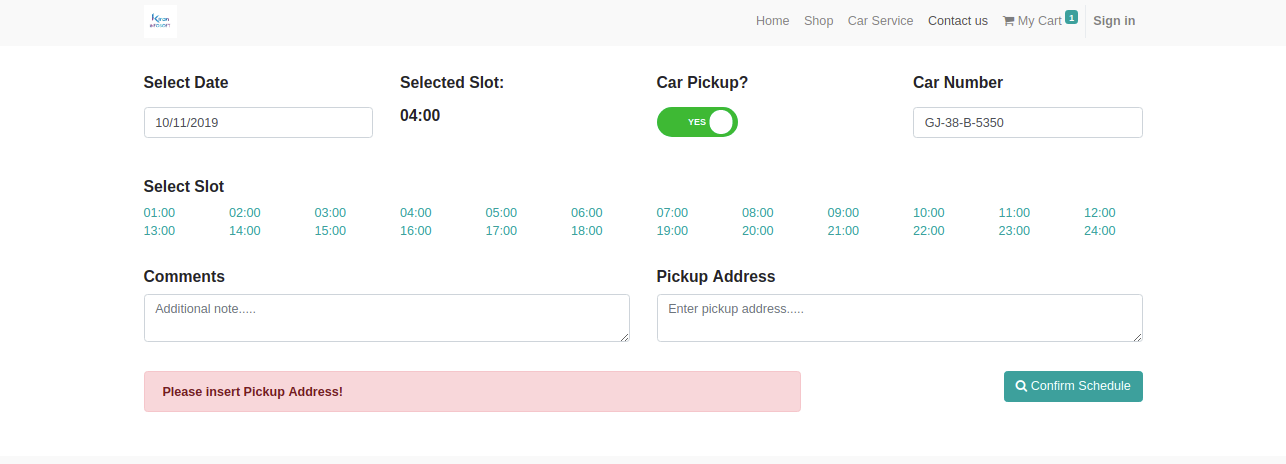 Home Shop Car Service Contact us My Cart 1 Sign in
Select Date Selected Slot: Car Pickup? Car Number
10/11/2019 04:00 YES GJ-38-B-5350
Select Slot
01:00 02:00 03:00 04:00 05:00 06:00 07:00 08:00 09:00 10:00 11:00 12:00
13:00 14:00 15:00 16:00 17:00 18:00 19:00 20:00 21:00 22:00 23:00 24:00
Comments Pickup Address
Additional note..... Enter pickup address.....
Please insert Pickup Address! Confirm Schedule